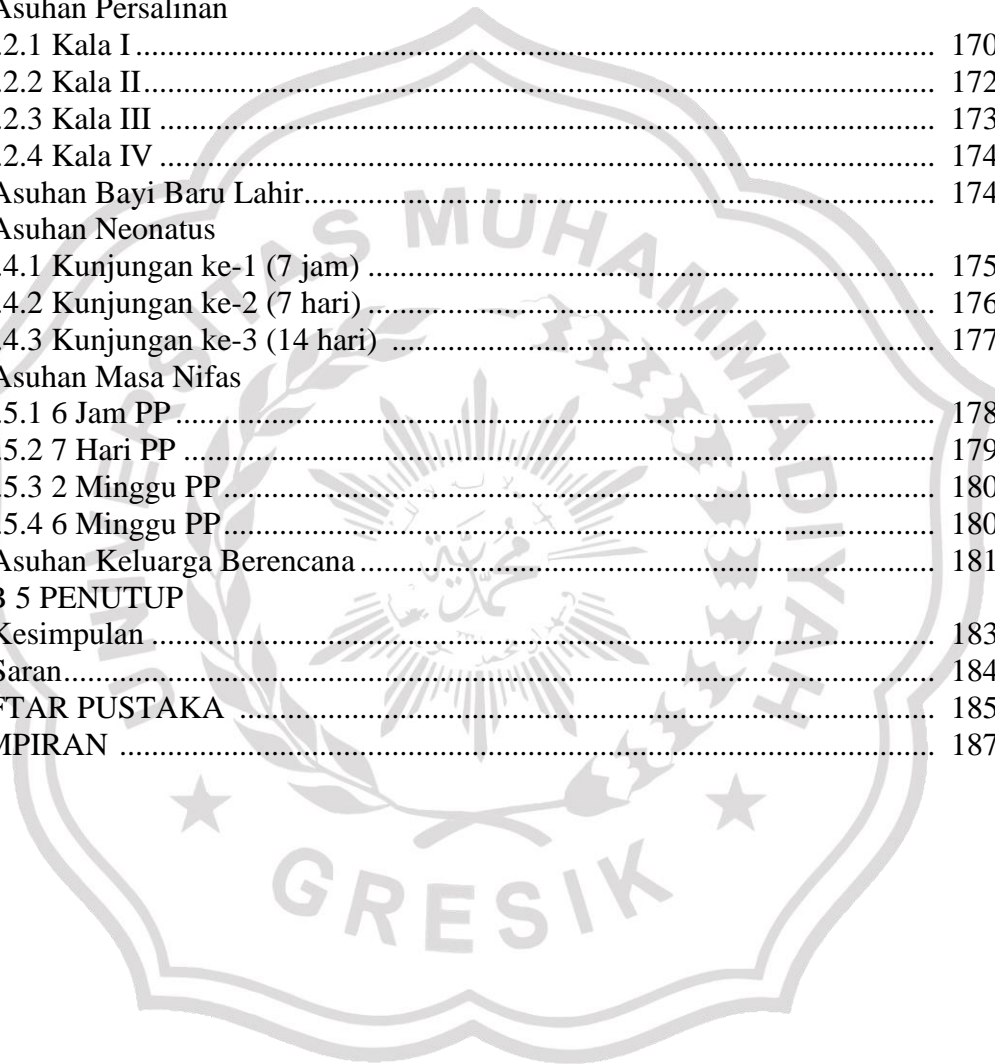 Asuhan Persalinan
.2.1 Kala I ........................................................................ 170
.2.2 Kala II ........................................................................ 172
.2.3 Kala III ........................................................................ 173
.2.4 Kala IV ........................................................................ 174
Asuhan Bayi Baru Lahir ........................................................................ 174
Asuhan Neonatus
.4.1 Kunjungan ke-1 (7 jam) ........................................................................ 175
.4.2 Kunjungan ke-2 (7 hari) ........................................................................ 176
.4.3 Kunjungan ke-3 (14 hari) ........................................................................ 177
Asuhan Masa Nifas
.5.1 6 Jam PP ........................................................................ 178
.5.2 7 Hari PP ........................................................................ 179
.5.3 2 Minggu PP ........................................................................ 180
.5.4 6 Minggu PP ........................................................................ 180
Asuhan Keluarga Berencana ........................................................................ 181
B 5 PENUTUP
Kesimpulan ........................................................................ 183
Saran ........................................................................ 184
FTAR PUSTAKA ........................................................................ 185
MPIRAN ........................................................................ 187
UNIVERSITAS MUHAMMADIYAH
GRESIK